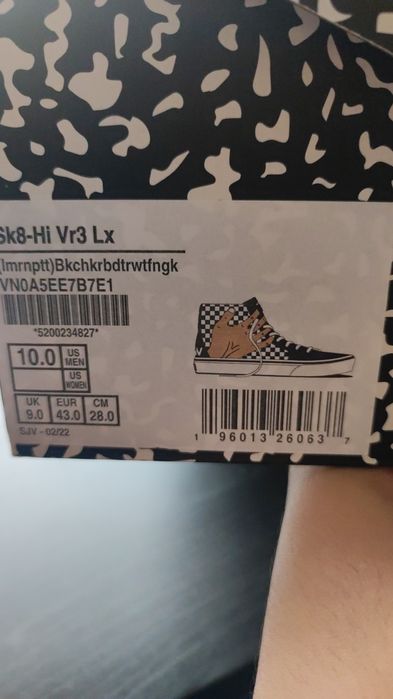 Sk8-Hi Vr3 Lx
(Imrnptt)Bkchkrbdtrwtfngk
VN0A5EE7B7E1
*5200234827*
10.0 US MEN
US WOMEN
UK EUR CM
9.0 43.0 28.0
SJV - 02/22
1 96013 26063 7